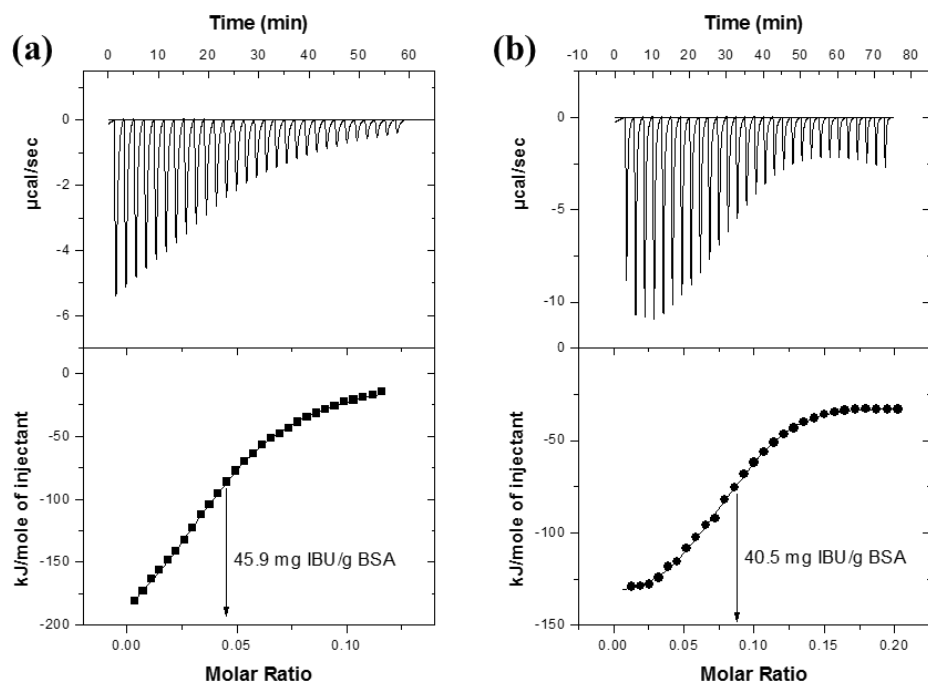 (a)
Time (min)
0 10 20 30 40 50 60 70
µcal/sec
0
-2
-4
-6
kJ/mole of injectant
0
-50
-100
-150
-200
45.9 mg IBU/g BSA
0.00 0.05 0.10
Molar Ratio
(b)
Time (min)
-10 0 10 20 30 40 50 60 70 80
µcal/sec
0
-5
-10
kJ/mole of injectant
0
-50
-100
-150
40.5 mg IBU/g BSA
0.00 0.05 0.10 0.15 0.20
Molar Ratio